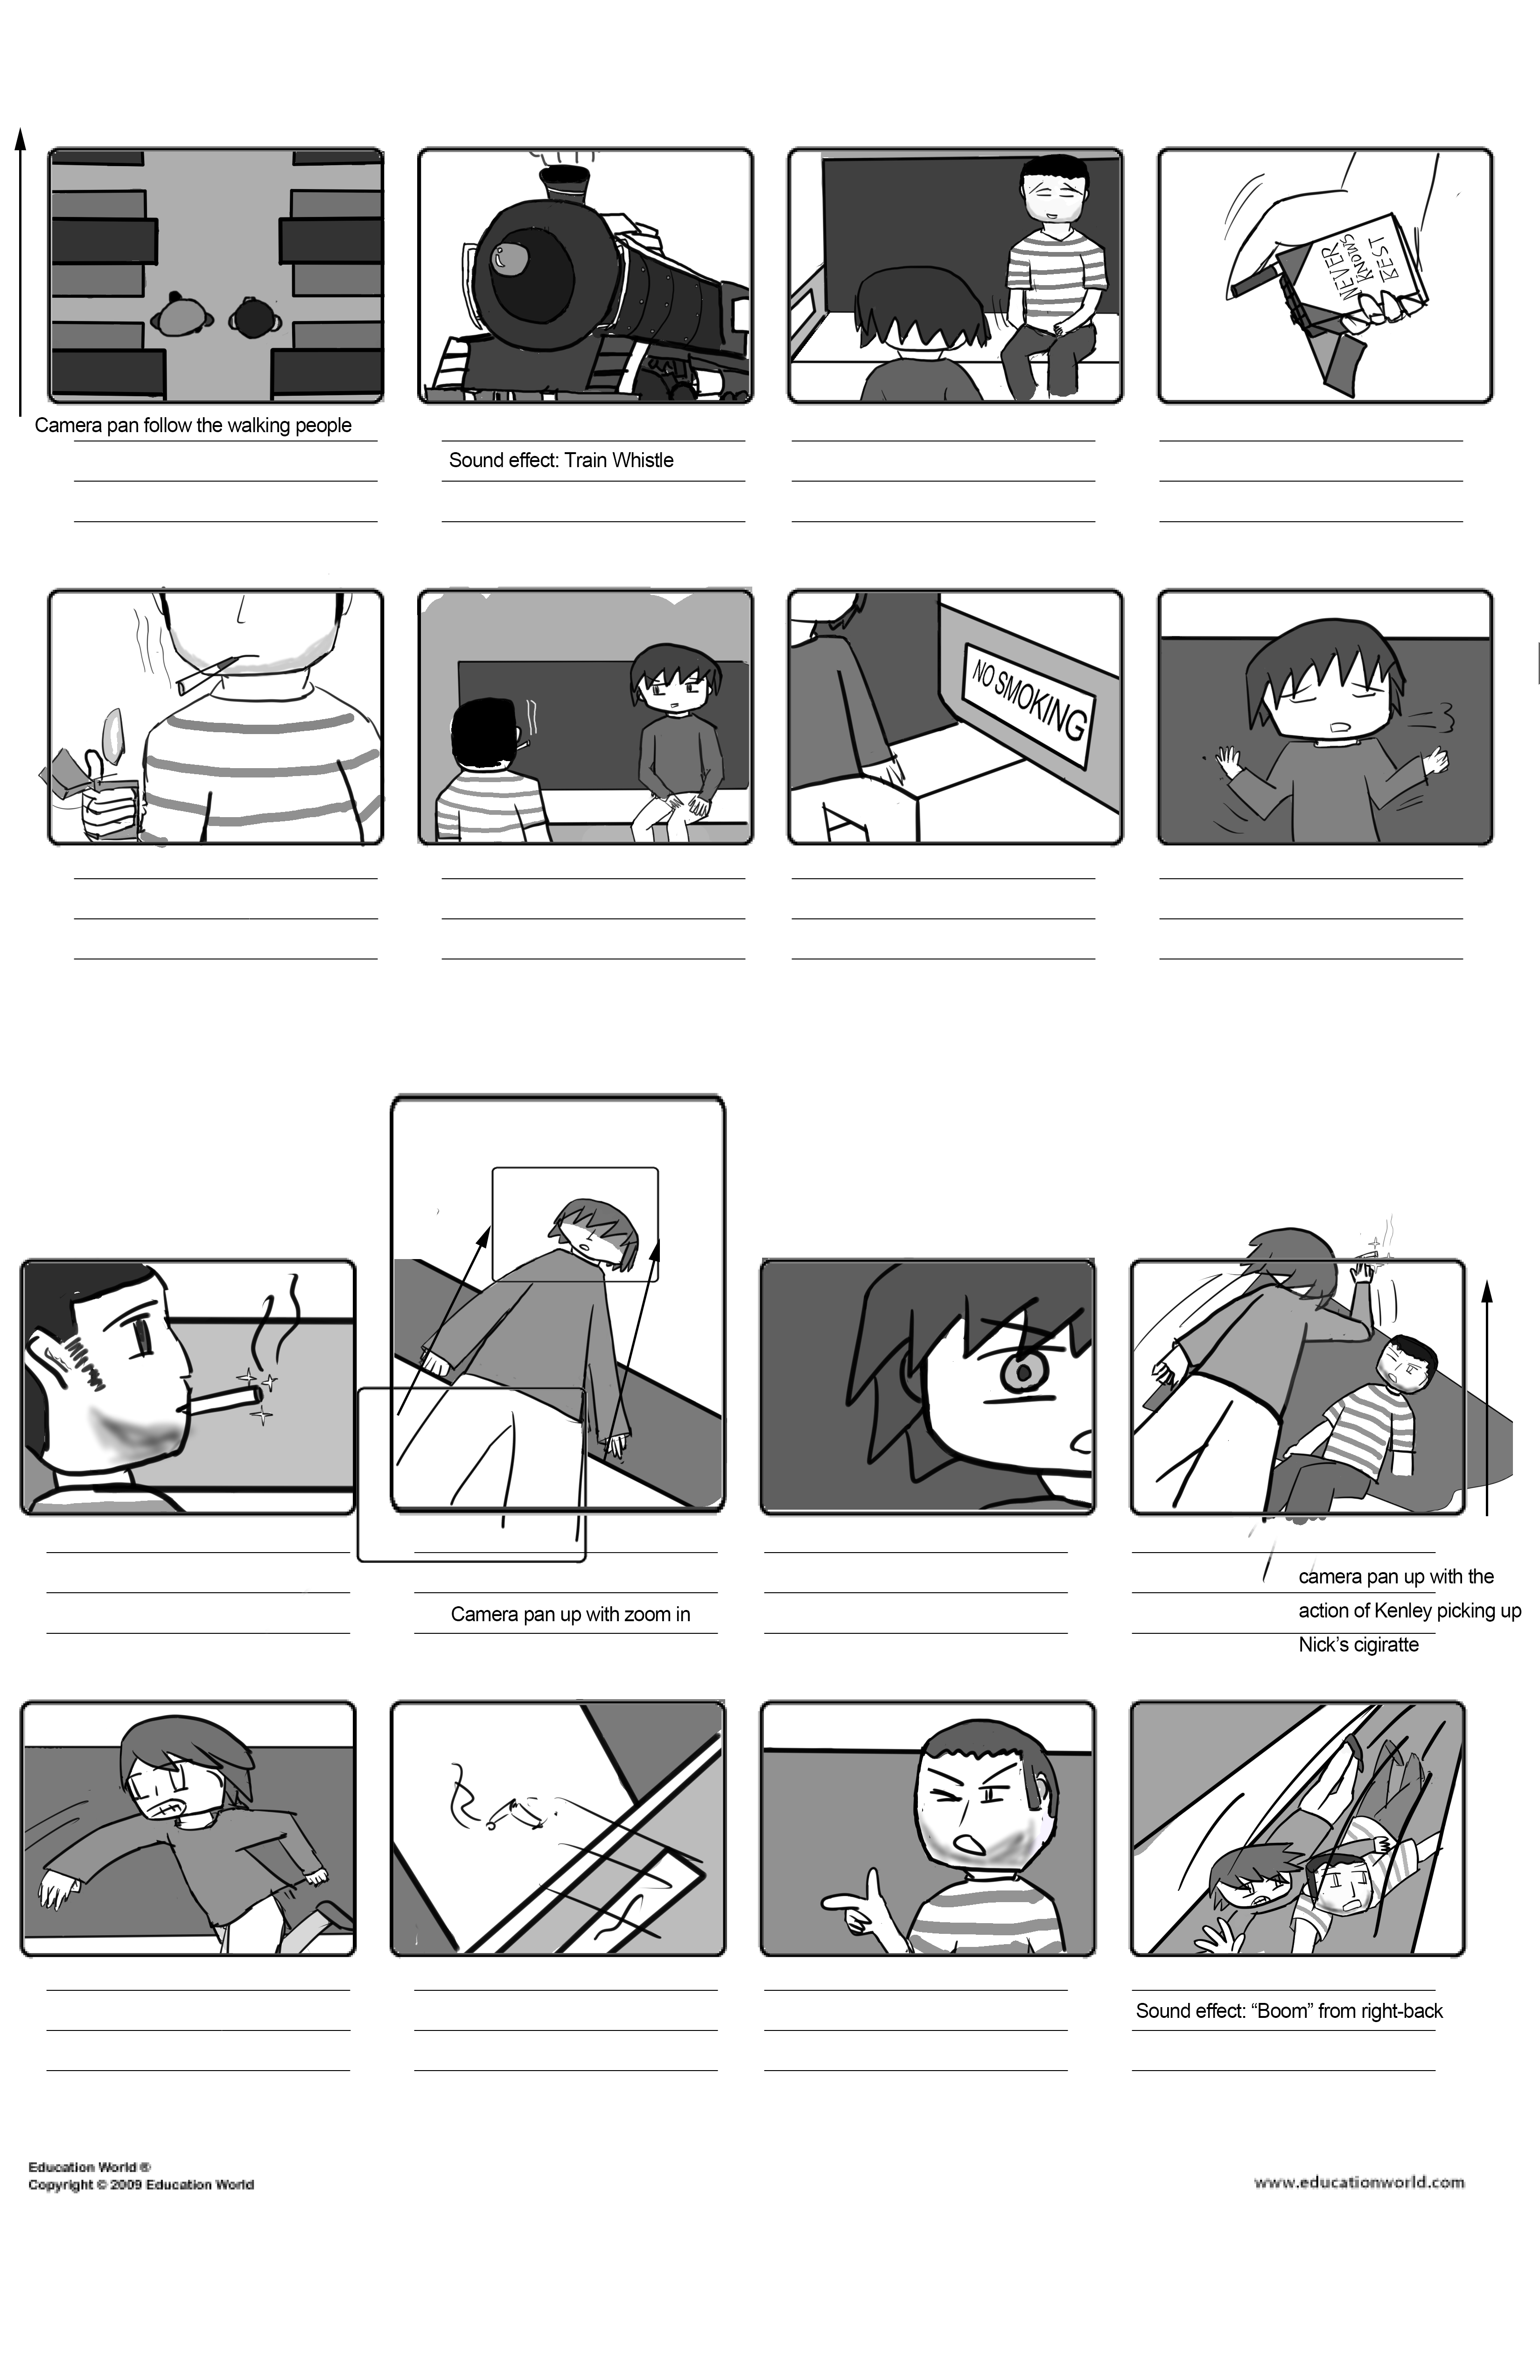 NEVER
KNOWS
BEST
Camera pan follow the walking people
Sound effect: Train Whistle
NO SMOKING
Camera pan up with zoom in
camera pan up with the
action of Kenley picking up
Nick's cigiratte
Sound effect: “Boom” from right-back
Education World ®
Copyright © 2009 Education World
www.educationworld.com